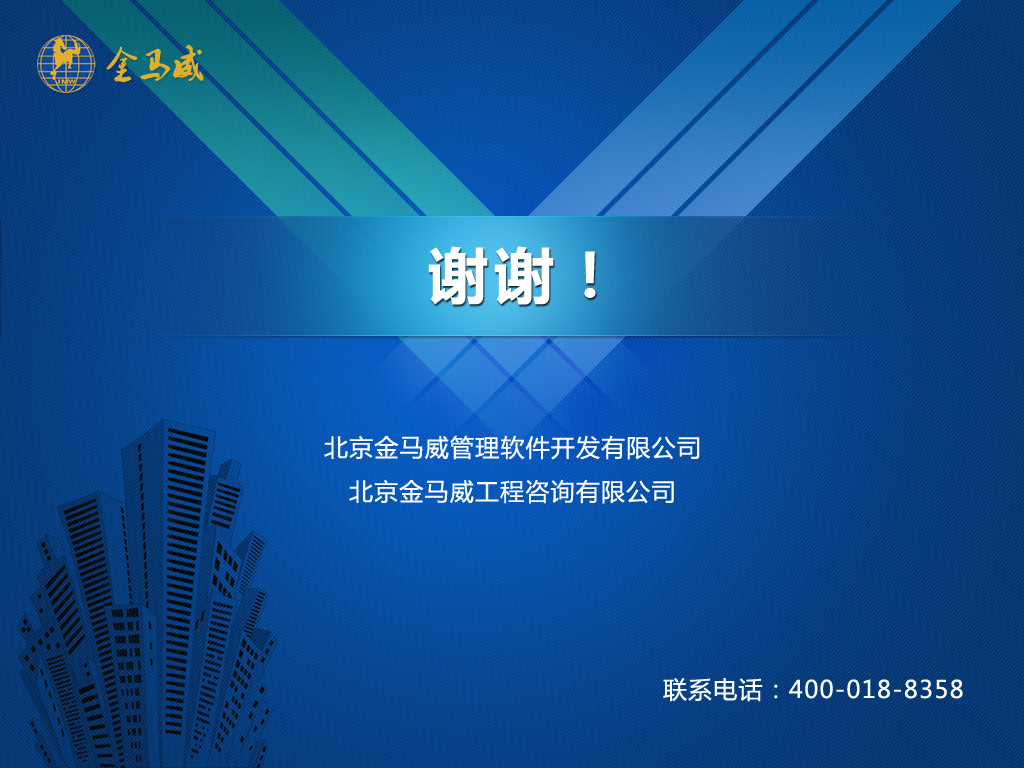 金马威
JMW
谢谢！
北京金马威管理软件开发有限公司
北京金马威工程咨询有限公司
联系电话：400-018-8358